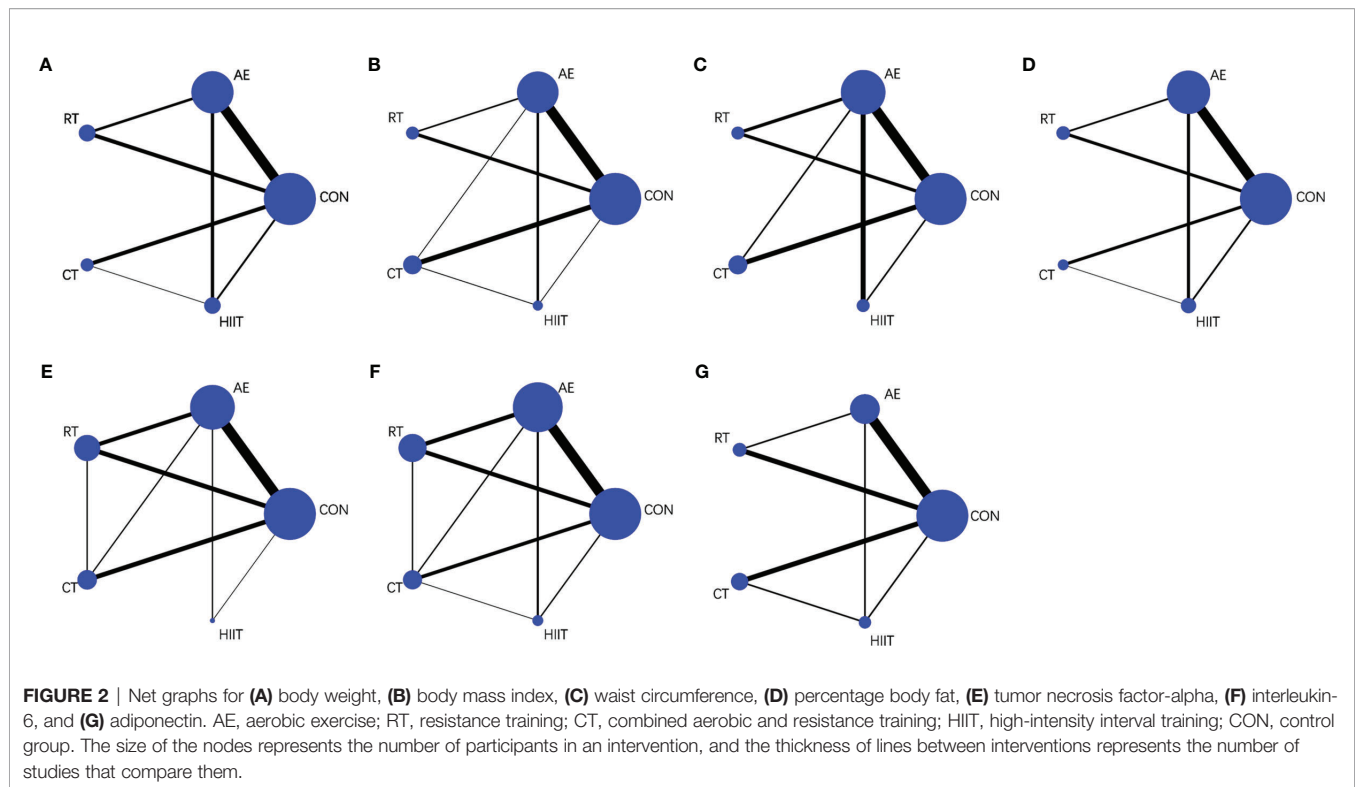 A
AE
RT
CON
CT
HIIT
B
AE
RT
CON
CT
HIIT
C
AE
RT
CON
CT
HIIT
D
AE
RT
CON
CT
HIIT
E
AE
RT
CON
CT
HIIT
F
AE
RT
CON
CT
HIIT
G
AE
RT
CON
CT
HIIT
FIGURE 2 | Net graphs for (A) body weight, (B) body mass index, (C) waist circumference, (D) percentage body fat, (E) tumor necrosis factor-alpha, (F) interleukin-
6, and (G) adiponectin. AE, aerobic exercise; RT, resistance training; CT, combined aerobic and resistance training; HIIT, high-intensity interval training; CON, control
group. The size of the nodes represents the number of participants in an intervention, and the thickness of lines between interventions represents the number of
studies that compare them.